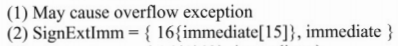 (1) May cause overflow exception
(2) SignExtImm = { 16{immediate[15]}, immediate }